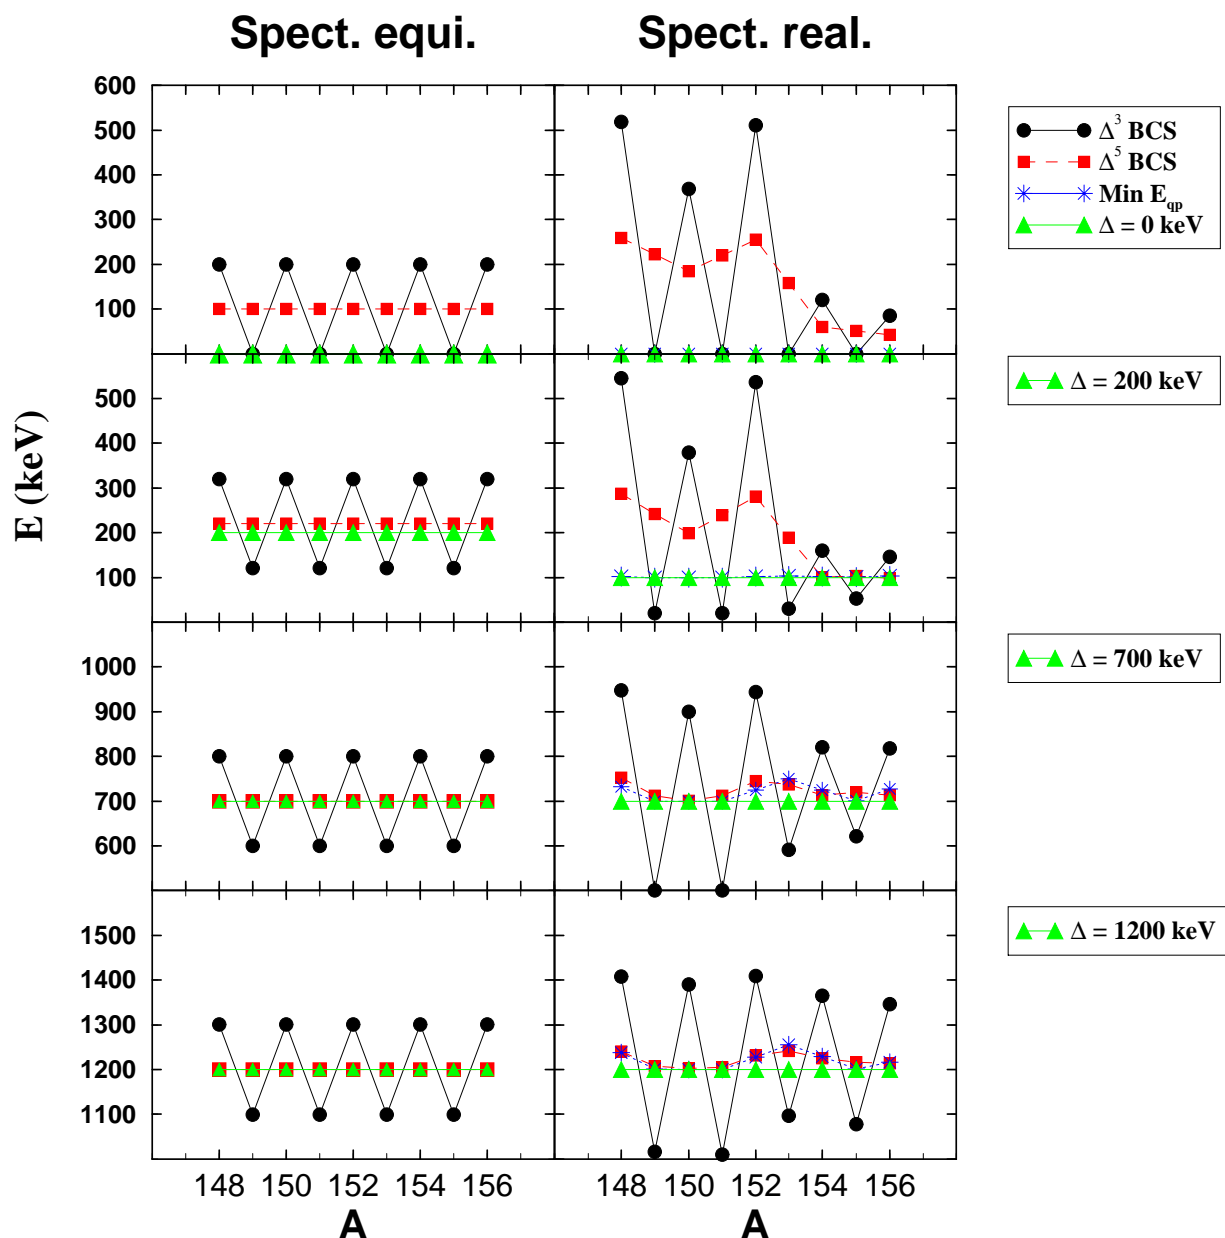 Spect. equi.
Spect. real.
600
500
400
300
200
100
Δ³ BCS
Δ⁵ BCS
Min E_qp
Δ = 0 keV
500
400
300
200
100
Δ = 200 keV
E (keV)
1000
900
800
700
600
Δ = 700 keV
1500
1400
1300
1200
1100
Δ = 1200 keV
148 150 152 154 156
148 150 152 154 156
A
A